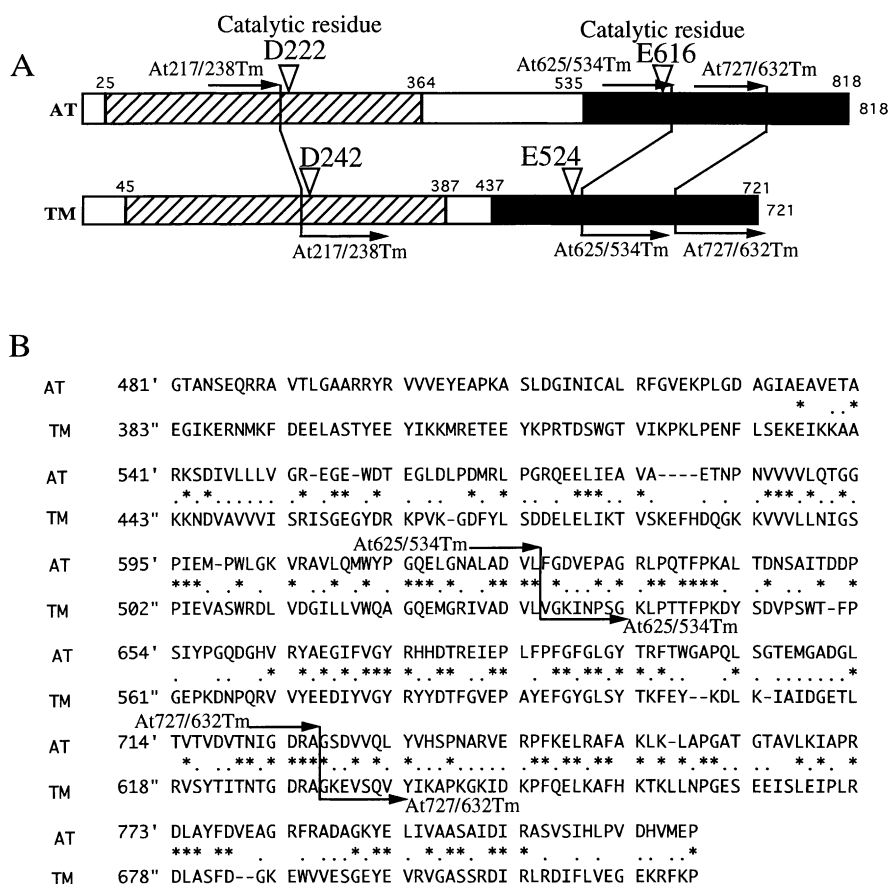 A
Catalytic residue
D222
Catalytic residue
E616
At217/238Tm
At625/534Tm
At727/632Tm
25
364
535
818
AT
818
D242
E524
45
387
437
721
TM
721
At217/238Tm
At625/534Tm
At727/632Tm
B
AT 481' GTANSEQRRA VTLGAARRYR VVVEYEAPKA SLDGINICAL RFGVEKPLGD AGIAEAVETA
* . . *
TM 383" EGIKERNMKF DEELASTYEE YIKKMRETEE YKPRTDSWGT VIKPKLPENF LSEKEIKKAA
AT 541' RKSDIVLLLV GR-EGE-WDT EGLDLPDMRL PGRQEELIEA VA----ETNP NVVVVLQTGG
TM 443" KKNDVAVVVI SRISGEGYDR KPVK-GDFYL SDDELELIKT VSKEFHDQGK KVVVLLNIGS
At625/534Tm
AT 595' PIEM-PWLGK VRAVLQMWYP GQELGNALAD VLFGDVEPAG RLPQTFPKAL TDNSAITDDP
TM 502" PIEVASWRDL VDGILLVWQA GQEMGRIVAD VLVGKINPSG KLPTTFPKDY SDVPSWT-FP
At625/534Tm
AT 654' SIYPGQDGHV RYAEGIFVGY RHHDTREIEP LFPFGFGLGY TRFTWGAPQL SGTEMGADGL
TM 561" GEPKDNPQRV VYEEDIYVGY RYYDTFGVEP AYEFGYGLSY TKFEY--KDL K-IAIDGETL
At727/632Tm
AT 714' TVTVDVTNIG DRAGSDVVQL YVHSPNARVE RPFKELRAFA KLK-LAPGAT GTAVLKIAPR
TM 618" RVSYTITNTG DRAGKEVSQV YIKAPKGKID KPFQELKAFH KTKLLNPGES EEISLEIPLR
At727/632Tm
AT 773' DLAYFDVEAG RFRADAGKYE LIVAASAIDI RASVSIHLPV DHVMEP
TM 678" DLASFD--GK EWVVESGEYE VRVGASSRDI RLRDIFLVEG EKRFKP